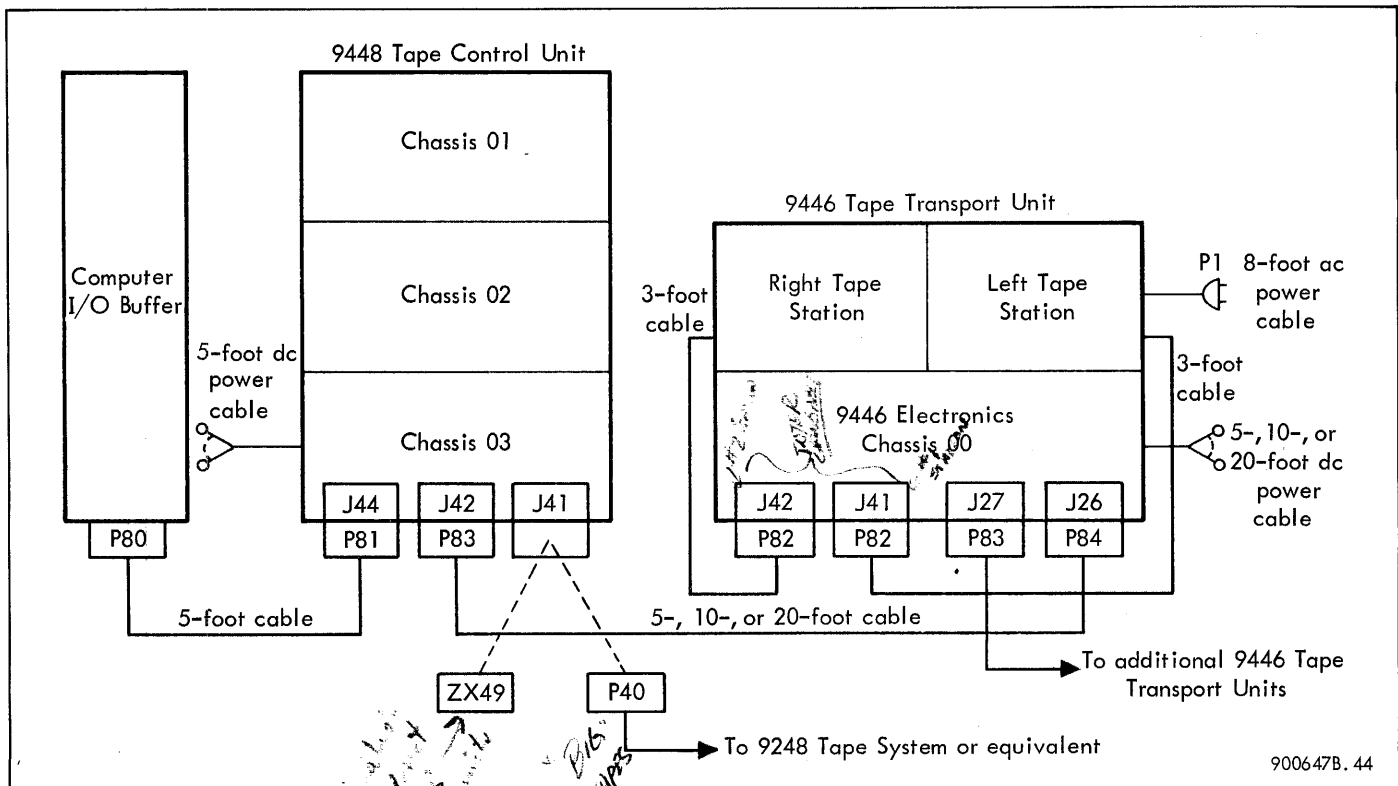 9448 Tape Control Unit
Chassis 01
Chassis 02
Chassis 03
Computer
I/O Buffer
5-foot dc
power
cable
J44
J42
J41
P80
P81
P83
5-foot cable
5-, 10-, or 20-foot cable
ZX49
P40
BIG
To 9248 Tape System or equivalent
9446 Tape Transport Unit
Right Tape
Station
Left Tape
Station
3-foot
cable
P1
8-foot ac
power
cable
3-foot
cable
9446 Electronics
Chassis 00
5-, 10-, or
20-foot dc
power
cable
J42
J41
J27
J26
P82
P82
P83
P84
To additional 9446 Tape
Transport Units
900647B.44